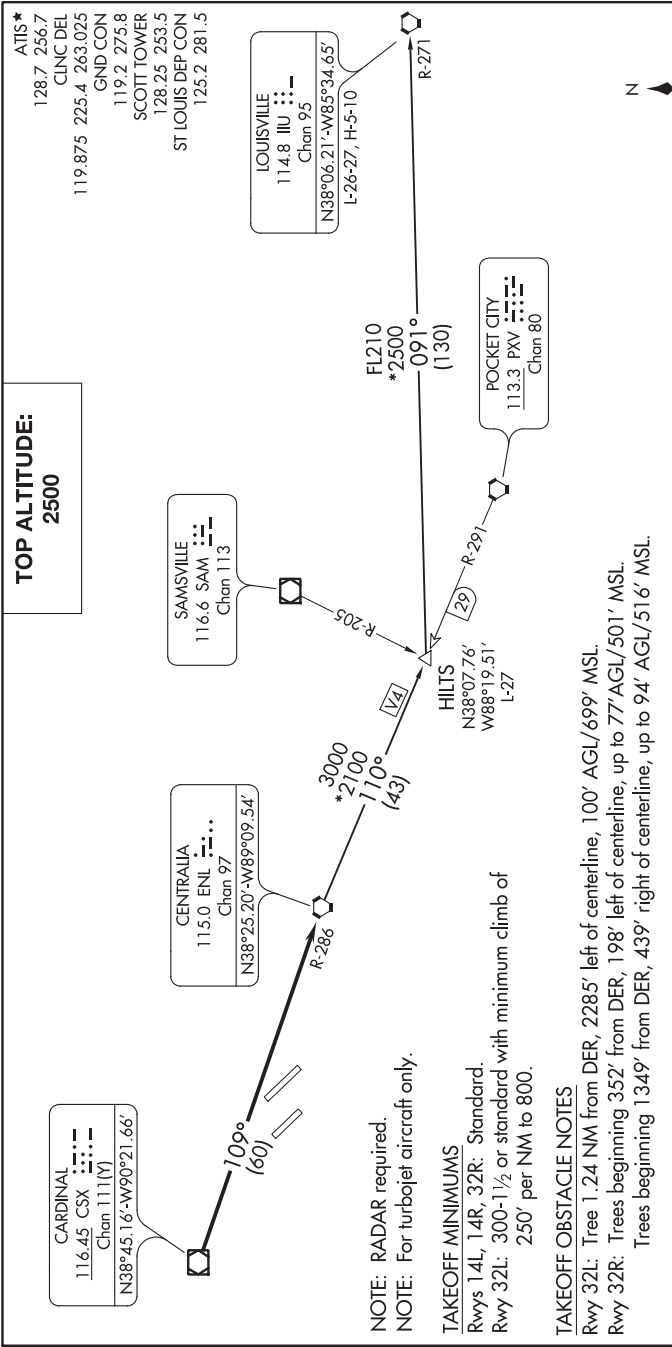 TOP ALTITUDE:
2500
ATIS★
128.7 256.7
CLNC DEL
119.875 225.4 263.025
GND CON
119.2 275.8
SCOTT TOWER
128.25 253.5
ST LOUIS DEP CON
125.2 281.5
CARDINAL
116.45 CSX
Chan 111(Y)
N38°45.16'-W90°21.66'
CENTRALIA
115.0 ENL
Chan 97
N38°25.20'-W89°09.54'
SAMSVILLE
116.6 SAM
Chan 113
LOUISVILLE
114.8 IIU
Chan 95
N38°06.21'-W85°34.65'
L-26-27, H-5-10
POCKET CITY
113.3 PXV
Chan 80
109°
(60)
R-286
3000
*2100
110°
(43)
V4
R-205
HILTS
N38°07.76'
W88°19.51'
L-27
29
R-291
FL210
*2500
091°
(130)
R-271
N
NOTE: RADAR required.
NOTE: For turbojet aircraft only.
TAKEOFF MINIMUMS
Rwys 14L, 14R, 32R: Standard.
Rwy 32L: 300-1½ or standard with minimum climb of
250' per NM to 800.
TAKEOFF OBSTACLE NOTES
Rwy 32L: Tree 1.24 NM from DER, 2285' left of centerline, 100' AGL/699' MSL.
Rwy 32R: Trees beginning 352' from DER, 198' left of centerline, up to 77'AGL/501' MSL.
Trees beginning 1349' from DER, 439' right of centerline, up to 94' AGL/516' MSL.